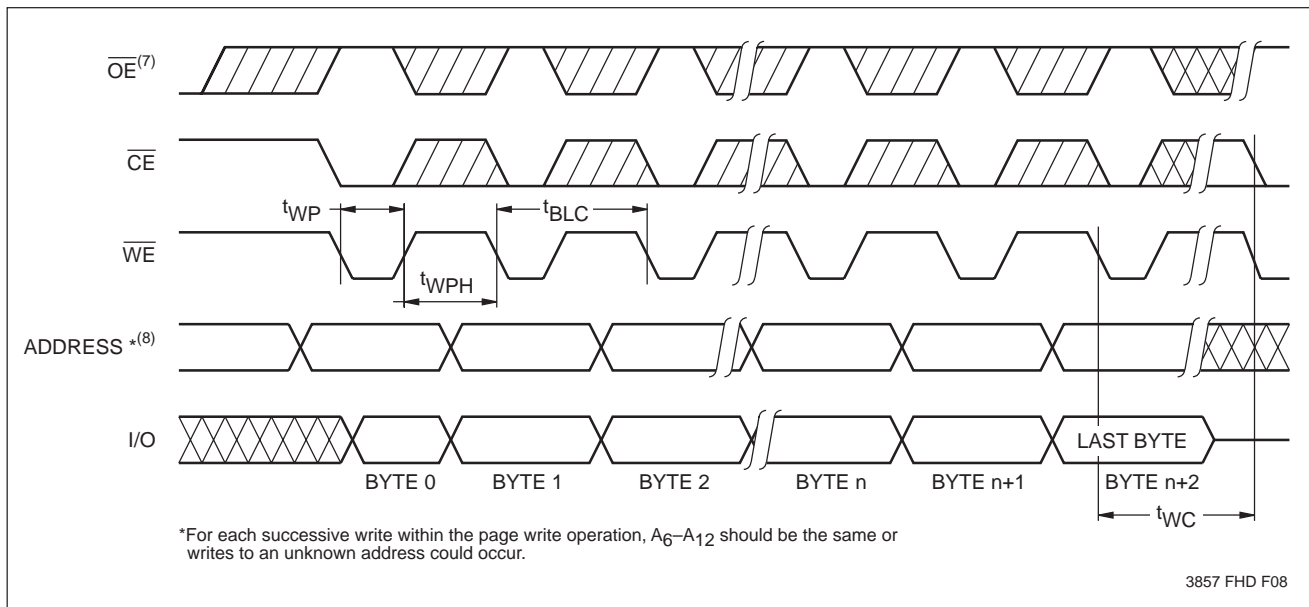 OE(7)
CE
tWP
tBLC
WE
tWPH
ADDRESS *(8)
I/O
LAST BYTE
BYTE 0 BYTE 1 BYTE 2 BYTE n BYTE n+1 BYTE n+2
tWC
*For each successive write within the page write operation, A6–A12 should be the same or
writes to an unknown address could occur.
3857 FHD F08